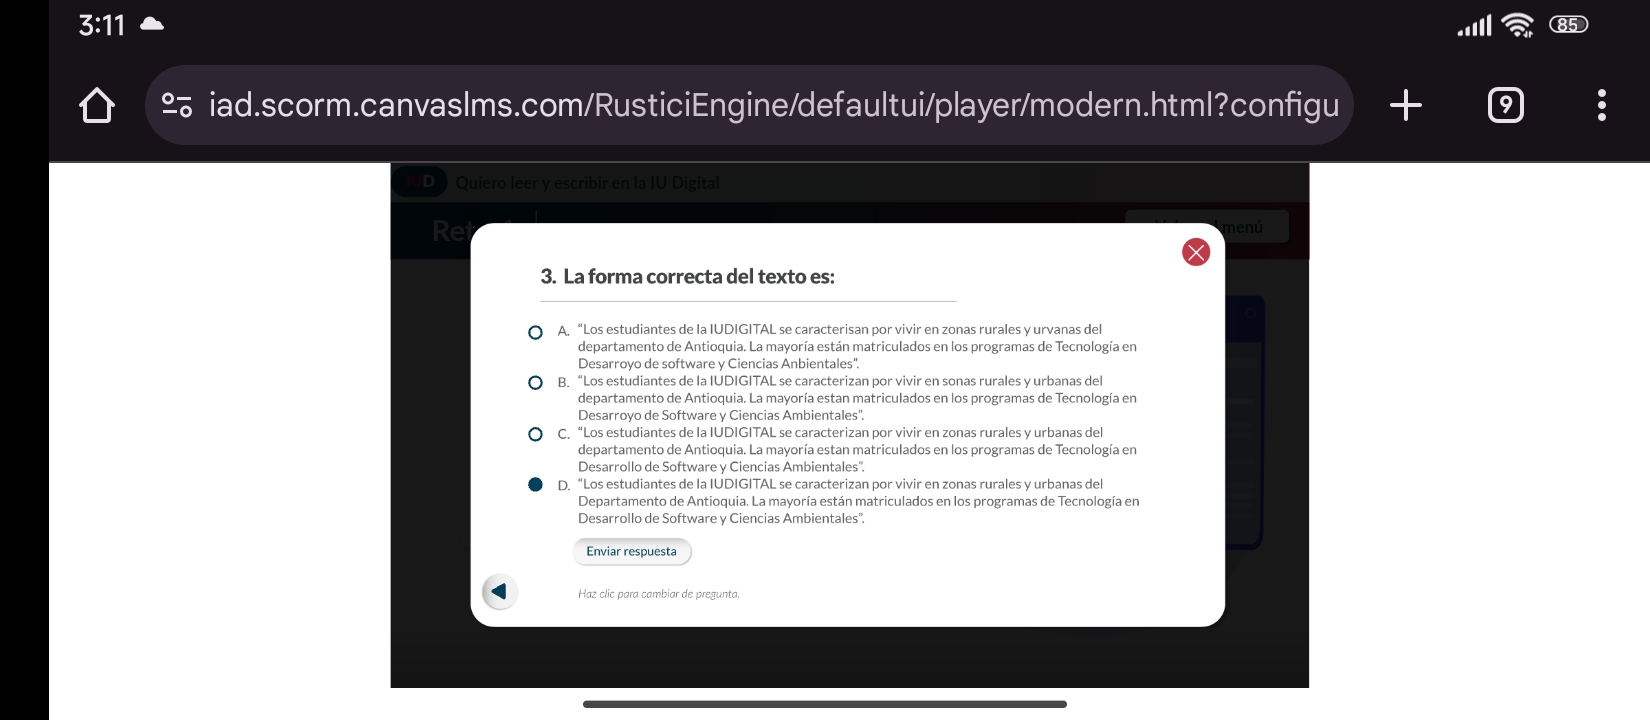 3:11
85
iad.scorm.canvaslms.com/RusticiEngine/defaultui/player/modern.html?configu
9
IUD Quiero leer y escribir en la IU Digital
menú
3. La forma correcta del texto es:
A. “Los estudiantes de la IUDIGITAL se caracterisan por vivir en zonas rurales y urvanas del
departamento de Antioquia. La mayoría están matriculados en los programas de Tecnología en
Desarroyo de software y Ciencias Anbientales”.
B. “Los estudiantes de la IUDIGITAL se caracterizan por vivir en sonas rurales y urbanas del
departamento de Antioquia. La mayoría estan matriculados en los programas de Tecnología en
Desarroyo de Software y Ciencias Ambientales”.
C. “Los estudiantes de la IUDIGITAL se caracterizan por vivir en zonas rurales y urbanas del
departamento de Antioquia. La mayoría estan matriculados en los programas de Tecnología en
Desarrollo de Software y Ciencias Ambientales”.
D. “Los estudiantes de la IUDIGITAL se caracterizan por vivir en zonas rurales y urbanas del
Departamento de Antioquia. La mayoría están matriculados en los programas de Tecnología en
Desarrollo de Software y Ciencias Ambientales”.
Enviar respuesta
Haz clic para cambiar de pregunta.